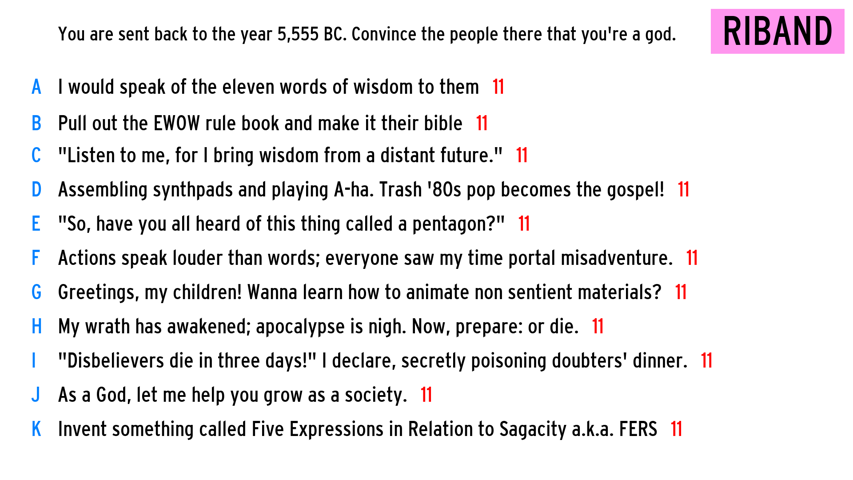 You are sent back to the year 5,555 BC. Convince the people there that you're a god.
RIBAND
A I would speak of the eleven words of wisdom to them 11
B Pull out the EWOW rule book and make it their bible 11
C "Listen to me, for I bring wisdom from a distant future." 11
D Assembling synthpads and playing A-ha. Trash '80s pop becomes the gospel! 11
E "So, have you all heard of this thing called a pentagon?" 11
F Actions speak louder than words; everyone saw my time portal misadventure. 11
G Greetings, my children! Wanna learn how to animate non sentient materials? 11
H My wrath has awakened; apocalypse is nigh. Now, prepare: or die. 11
I "Disbelievers die in three days!" I declare, secretly poisoning doubters' dinner. 11
J As a God, let me help you grow as a society. 11
K Invent something called Five Expressions in Relation to Sagacity a.k.a. FERS 11